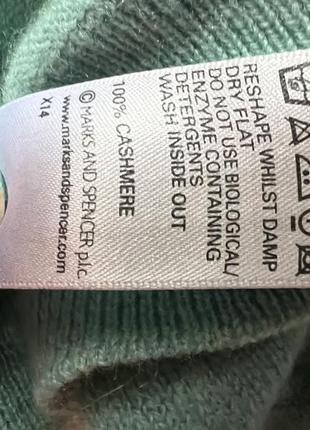 RESHAPE WHILST DAMP
DRY FLAT
DO NOT USE BIOLOGICAL/
ENZYME CONTAINING
DETERGENTS
WASH INSIDE OUT
100% CASHMERE
© MARKS AND SPENCER p.l.c.
www.marksandspencer.com
X14